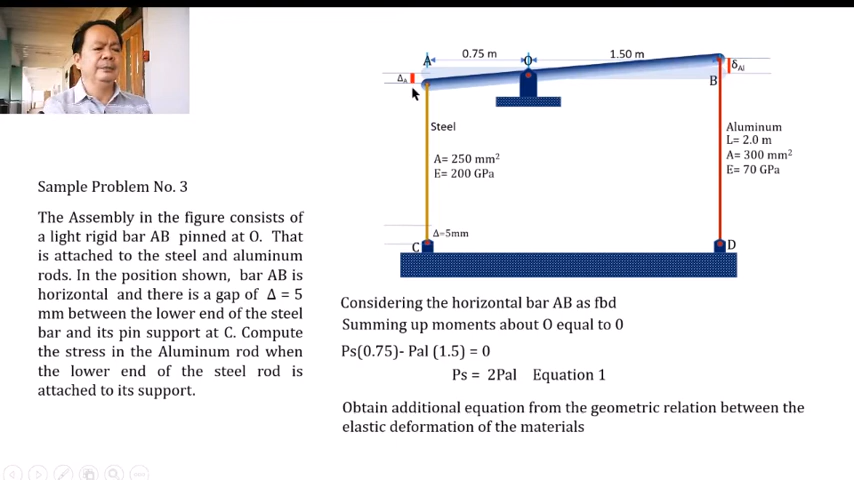 0.75 m
A
O
1.50 m
ΔA
δAl
B
Steel
A= 250 mm²
E= 200 GPa
Aluminum
L= 2.0 m
A= 300 mm²
E= 70 GPa
Δ=5mm
C
D
Sample Problem No. 3
The Assembly in the figure consists of
a light rigid bar AB pinned at O. That
is attached to the steel and aluminum
rods. In the position shown, bar AB is
horizontal and there is a gap of Δ = 5
mm between the lower end of the steel
bar and its pin support at C. Compute
the stress in the Aluminum rod when
the lower end of the steel rod is
attached to its support.
Considering the horizontal bar AB as fbd
Summing up moments about O equal to 0
Ps(0.75)- Pal (1.5) = 0
Ps = 2Pal Equation 1
Obtain additional equation from the geometric relation between the
elastic deformation of the materials